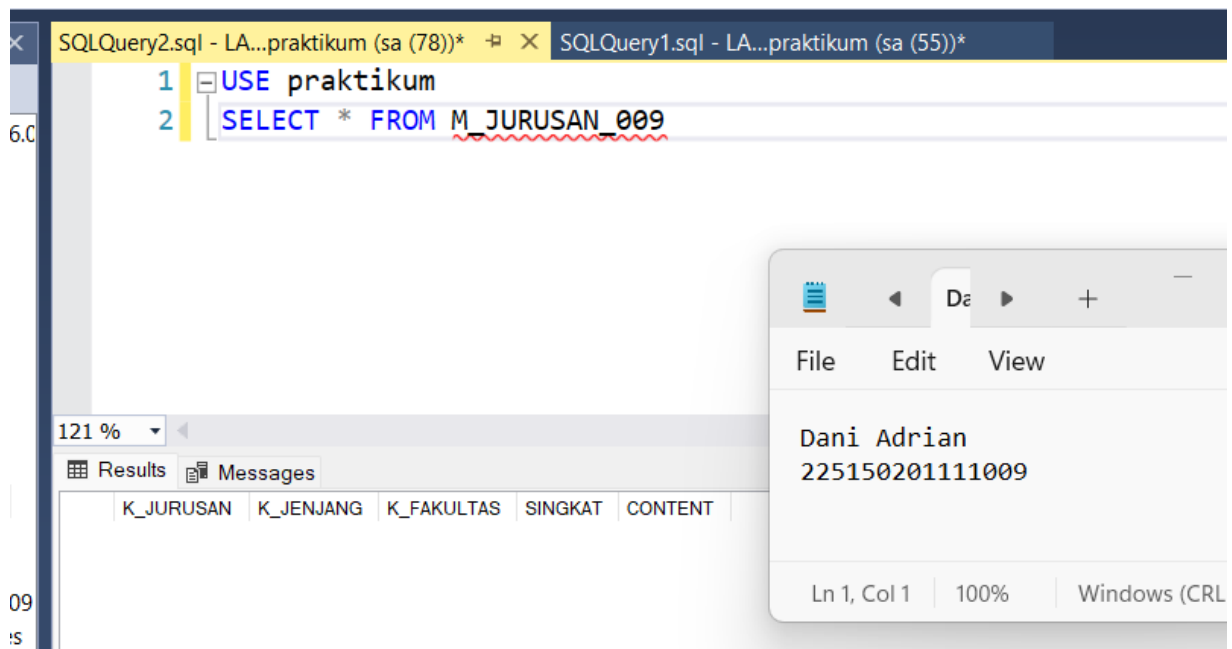 SQLQuery2.sql - LA...praktikum (sa (78))*
SQLQuery1.sql - LA...praktikum (sa (55))*
1 USE praktikum
2 SELECT * FROM M_JURUSAN_009
121 %
Results Messages
K_JURUSAN K_JENJANG K_FAKULTAS SINGKAT CONTENT
File Edit View
Dani Adrian
225150201111009
Ln 1, Col 1 100% Windows (CRL
09